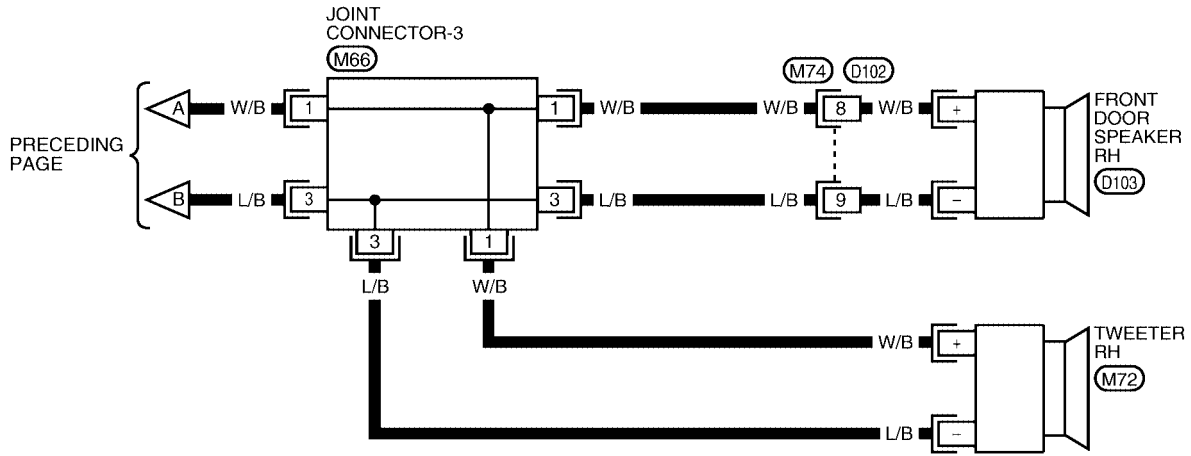 JOINT
CONNECTOR-3
M66
M74 D102
A W/B 1 1 W/B W/B 8 W/B +
FRONT
DOOR
SPEAKER
RH
D103
PRECEDING
PAGE
B L/B 3 3 L/B L/B 9 L/B −
3 1
L/B W/B
W/B +
TWEETER
RH
M72
L/B −